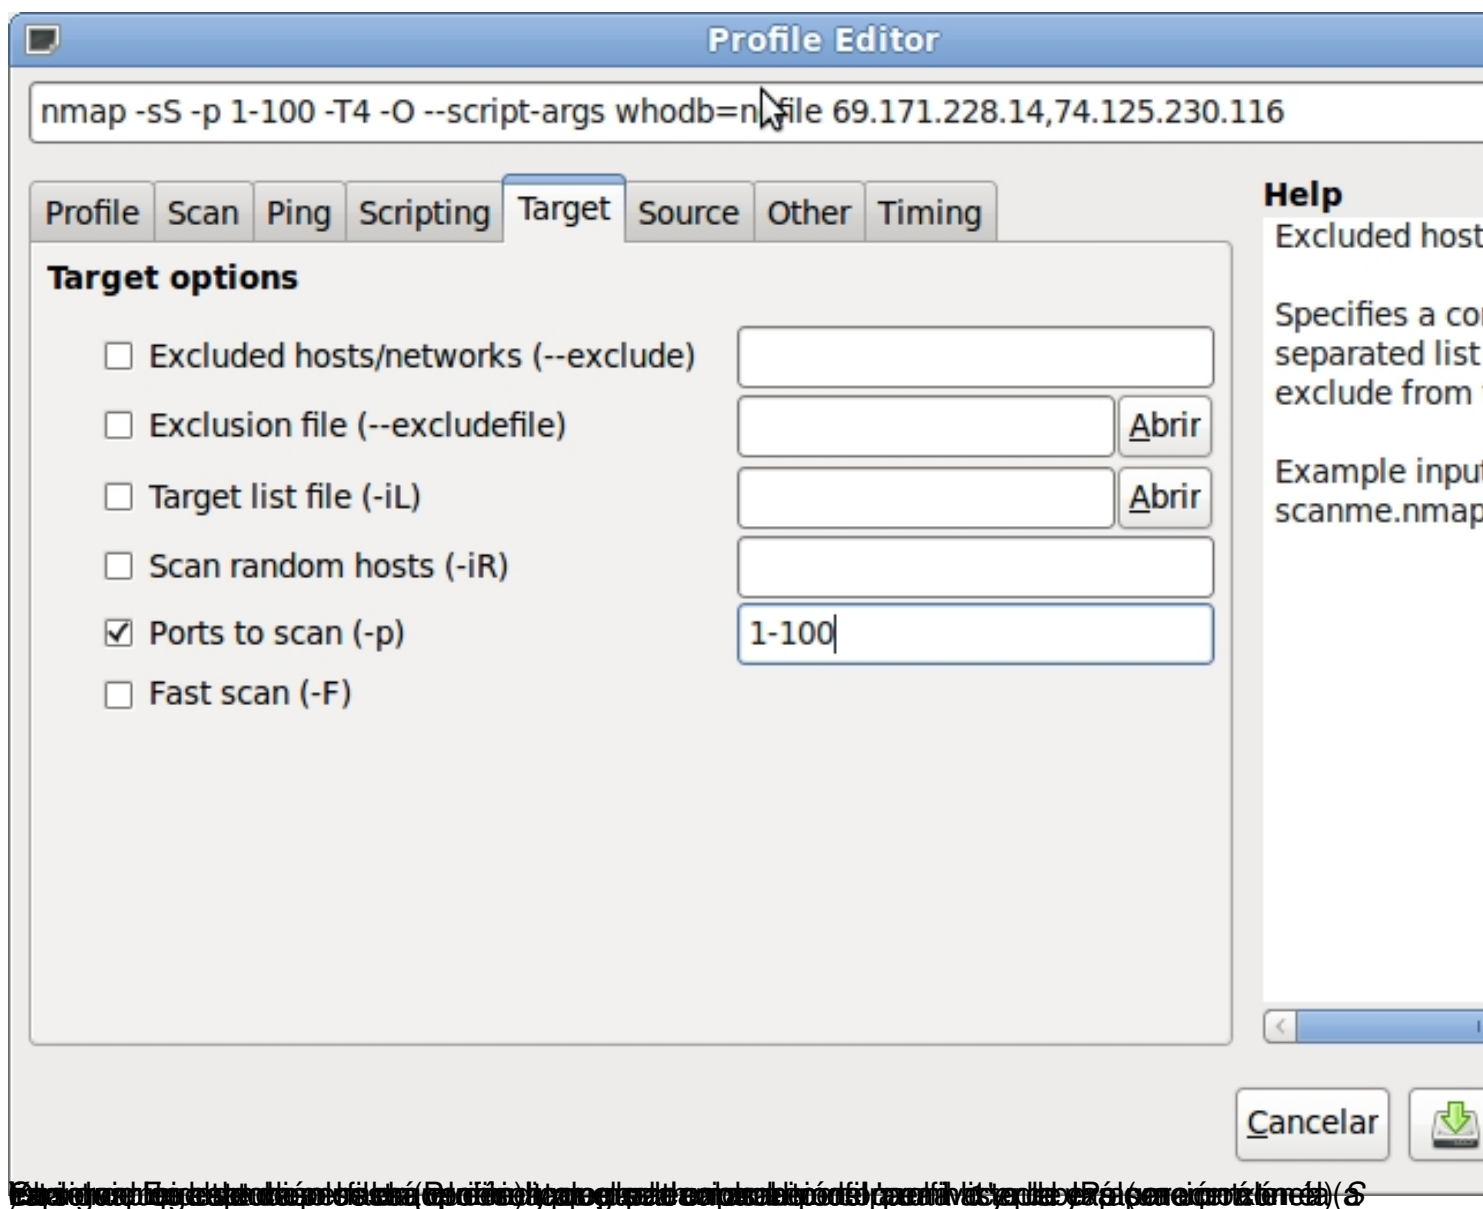 Profile Editor
nmap -sS -p 1-100 -T4 -O --script-args whodb=nofile 69.171.228.14,74.125.230.116
Profile Scan Ping Scripting Target Source Other Timing
Help
Target options
Excluded host
Excluded hosts/networks (--exclude)
Specifies a
separated list
exclude from
Exclusion file (--excludefile) Abrir
Target list file (-iL) Abrir
Example
scanme.nmap
Scan random hosts (-iR)
Ports to scan (-p) 1-100
Fast scan (-F)
Cancelar